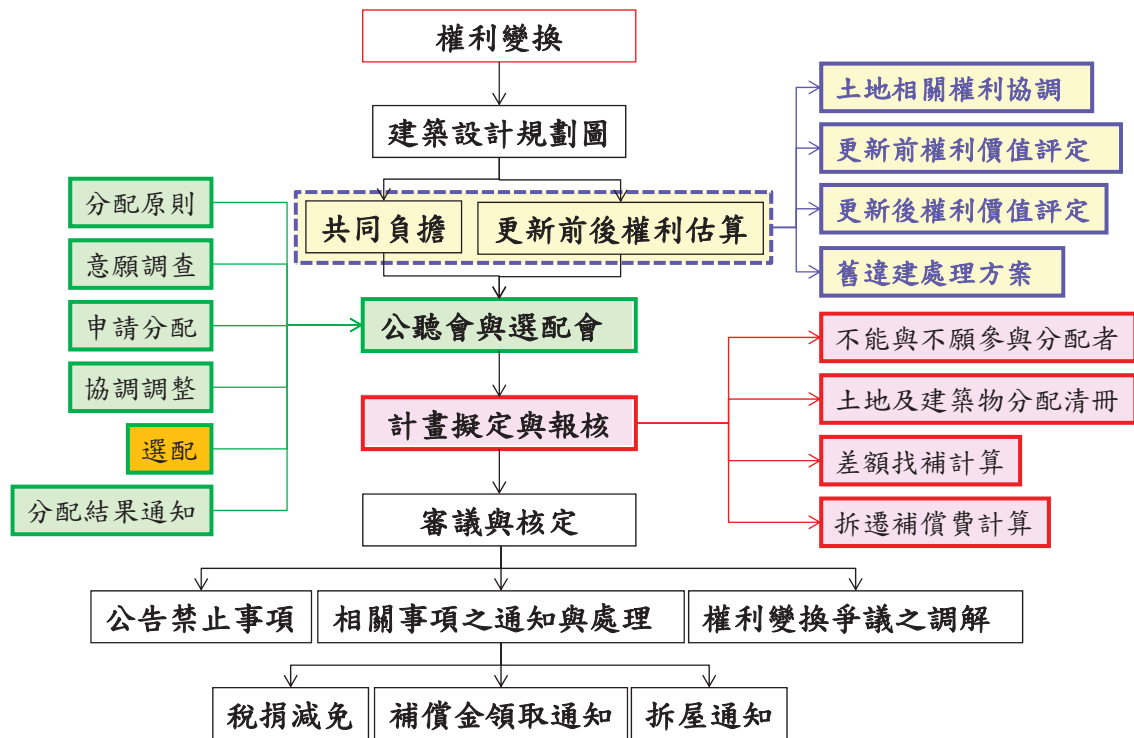 權利變換
建築設計規劃圖
共同負擔
更新前後權利估算
土地相關權利協調
更新前權利價值評定
更新後權利價值評定
舊違建處理方案
分配原則
意願調查
申請分配
協調調整
選配
分配結果通知
公聽會與選配會
計畫擬定與報核
不能與不願參與分配者
土地及建築物分配清冊
差額找補計算
拆遷補償費計算
審議與核定
公告禁止事項
相關事項之通知與處理
權利變換爭議之調解
稅捐減免
補償金領取通知
拆屋通知